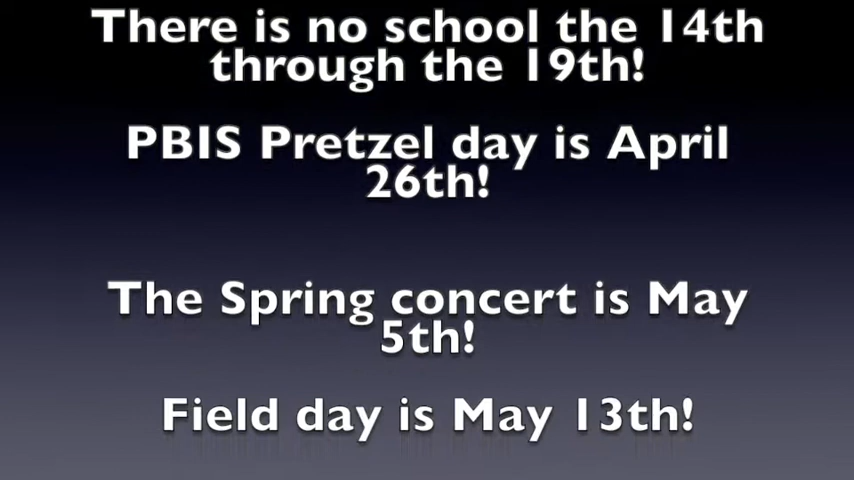 There is no school the 14th
through the 19th!
PBIS Pretzel day is April
26th!
The Spring concert is May
5th!
Field day is May 13th!